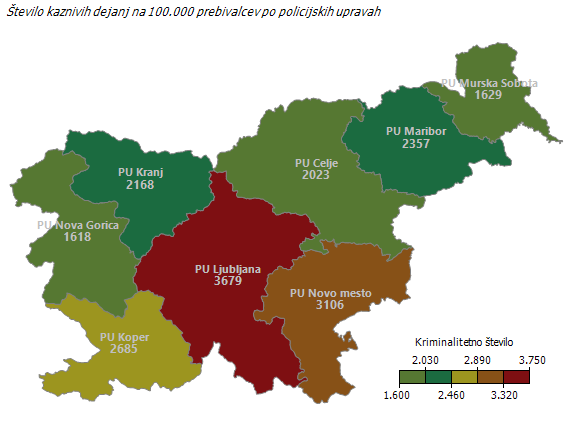 Število kaznivih dejanj na 100.000 prebivalcev po policijskih upravah
PU Murska Sobota
1629
PU Maribor
2357
PU Celje
2023
PU Kranj
2168
PU Nova Gorica
1618
PU Ljubljana
3679
PU Novo mesto
3106
PU Koper
2685
Kriminalitetno število
2.030 2.890 3.750
1.600 2.460 3.320